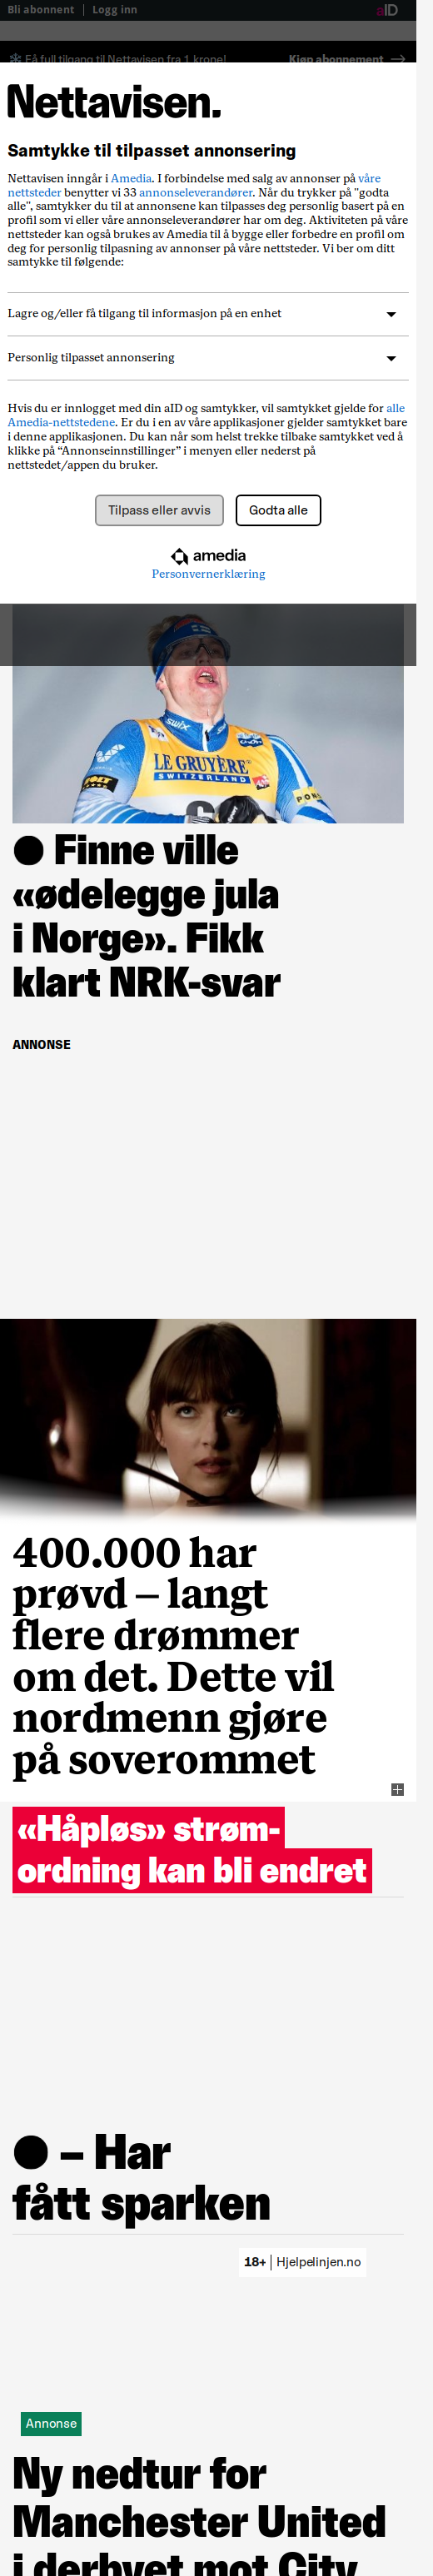 Bli abonnent | Logg inn
aID
Få full tilgang til Nettavisen fra 1 krone! Kjøp abonnement
Nettavisen.
Samtykke til tilpasset annonsering
Nettavisen inngår i Amedia. I forbindelse med salg av annonser på våre
nettsteder benytter vi 33 annonseleverandører. Når du trykker på "godta
alle", samtykker du til at annonsene kan tilpasses deg personlig basert på en
profil som vi eller våre annonseleverandører har om deg. Aktiviteten på våre
nettsteder kan også brukes av Amedia til å bygge eller forbedre en profil om
deg for personlig tilpasning av annonser på våre nettsteder. Vi ber om ditt
samtykke til følgende:
Lagre og/eller få tilgang til informasjon på en enhet
Personlig tilpasset annonsering
Hvis du er innlogget med din aID og samtykker, vil samtykket gjelde for alle
Amedia-nettstedene. Er du i en av våre applikasjoner gjelder samtykket bare
i denne applikasjonen. Du kan når som helst trekke tilbake samtykket ved å
klikke på “Annonseinnstillinger” i menyen eller nederst på
nettstedet/appen du bruker.
Tilpass eller avvis
Godta alle
amedia
Personvernerklæring
swix
LE GRUYÈRE
SWITZERLAND
● Finne ville
«ødelegge jula
i Norge». Fikk
klart NRK-svar
ANNONSE
400.000 har
prøvd – langt
flere drømmer
om det. Dette vil
nordmenn gjøre
på soverommet
«Håpløs» strøm-
ordning kan bli endret
● – Har
fått sparken
18+ | Hjelpelinjen.no
Annonse
Ny nedtur for
Manchester United
i derbyet mot City